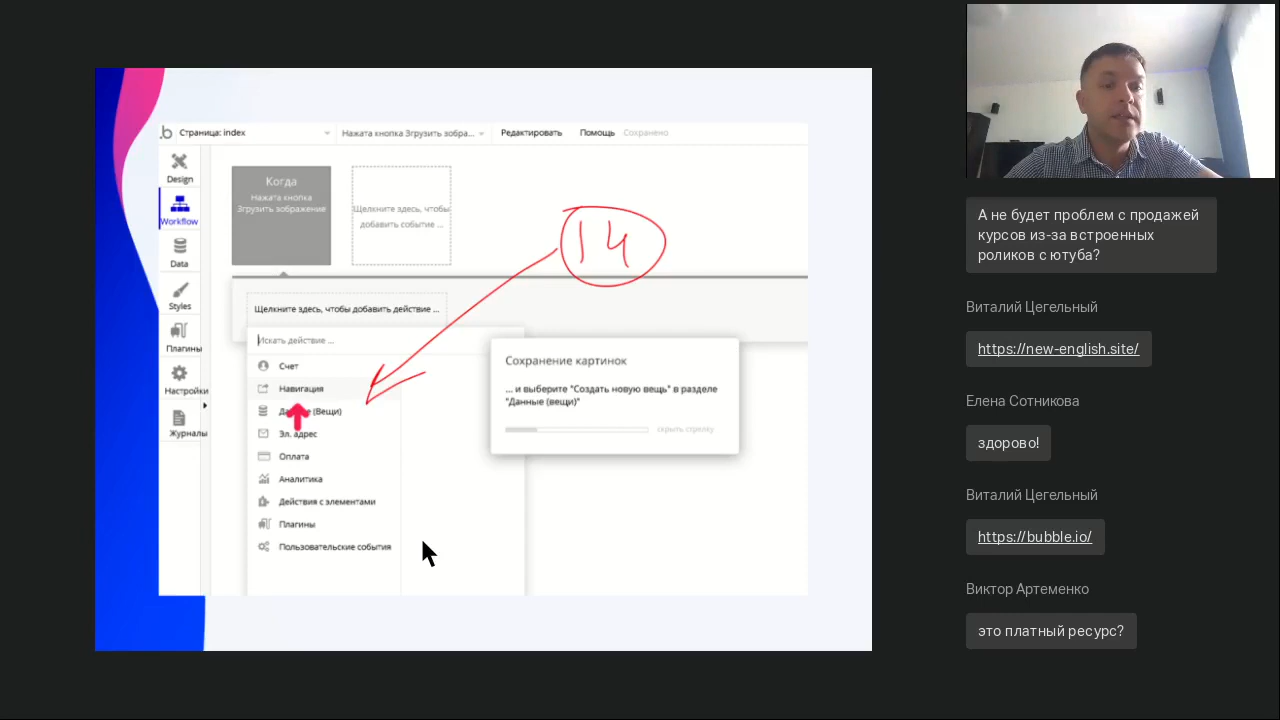 .b Страница: index Нажата кнопка Згрузить зобра... Редактировать Помощь Сохранено
Design
Workflow
Data
Styles
Плагины
Настройки
Журналы
Когда
Нажата кнопка
Згрузить зображение
Щелкните здесь, чтобы
добавить событие ...
14
Щелкните здесь, чтобы добавить действие ...
Искать действие ...
Счет
Навигация
(Вещи)
Эл. адрес
Оплата
Аналитика
Действия с элементами
Плагины
Пользовательские события
Сохранение картинок
... и выберите "Создать новую вещь" в разделе
"Данные (вещи)"
скрыть стрелку
А не будет проблем с продажей
курсов из-за встроенных
роликов с ютуба?
Виталий Цегельный
https://new-english.site/
Елена Сотникова
здорово!
Виталий Цегельный
https://bubble.io/
Виктор Артеменко
это платный ресурс?